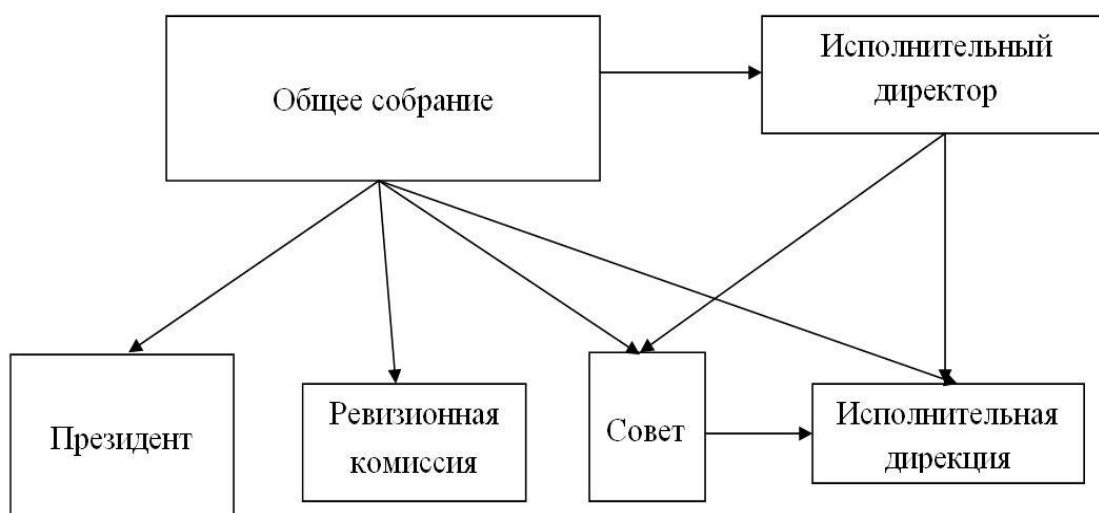 Общее собрание
Исполнительный
директор
Президент
Ревизионная
комиссия
Совет
Исполнительная
дирекция